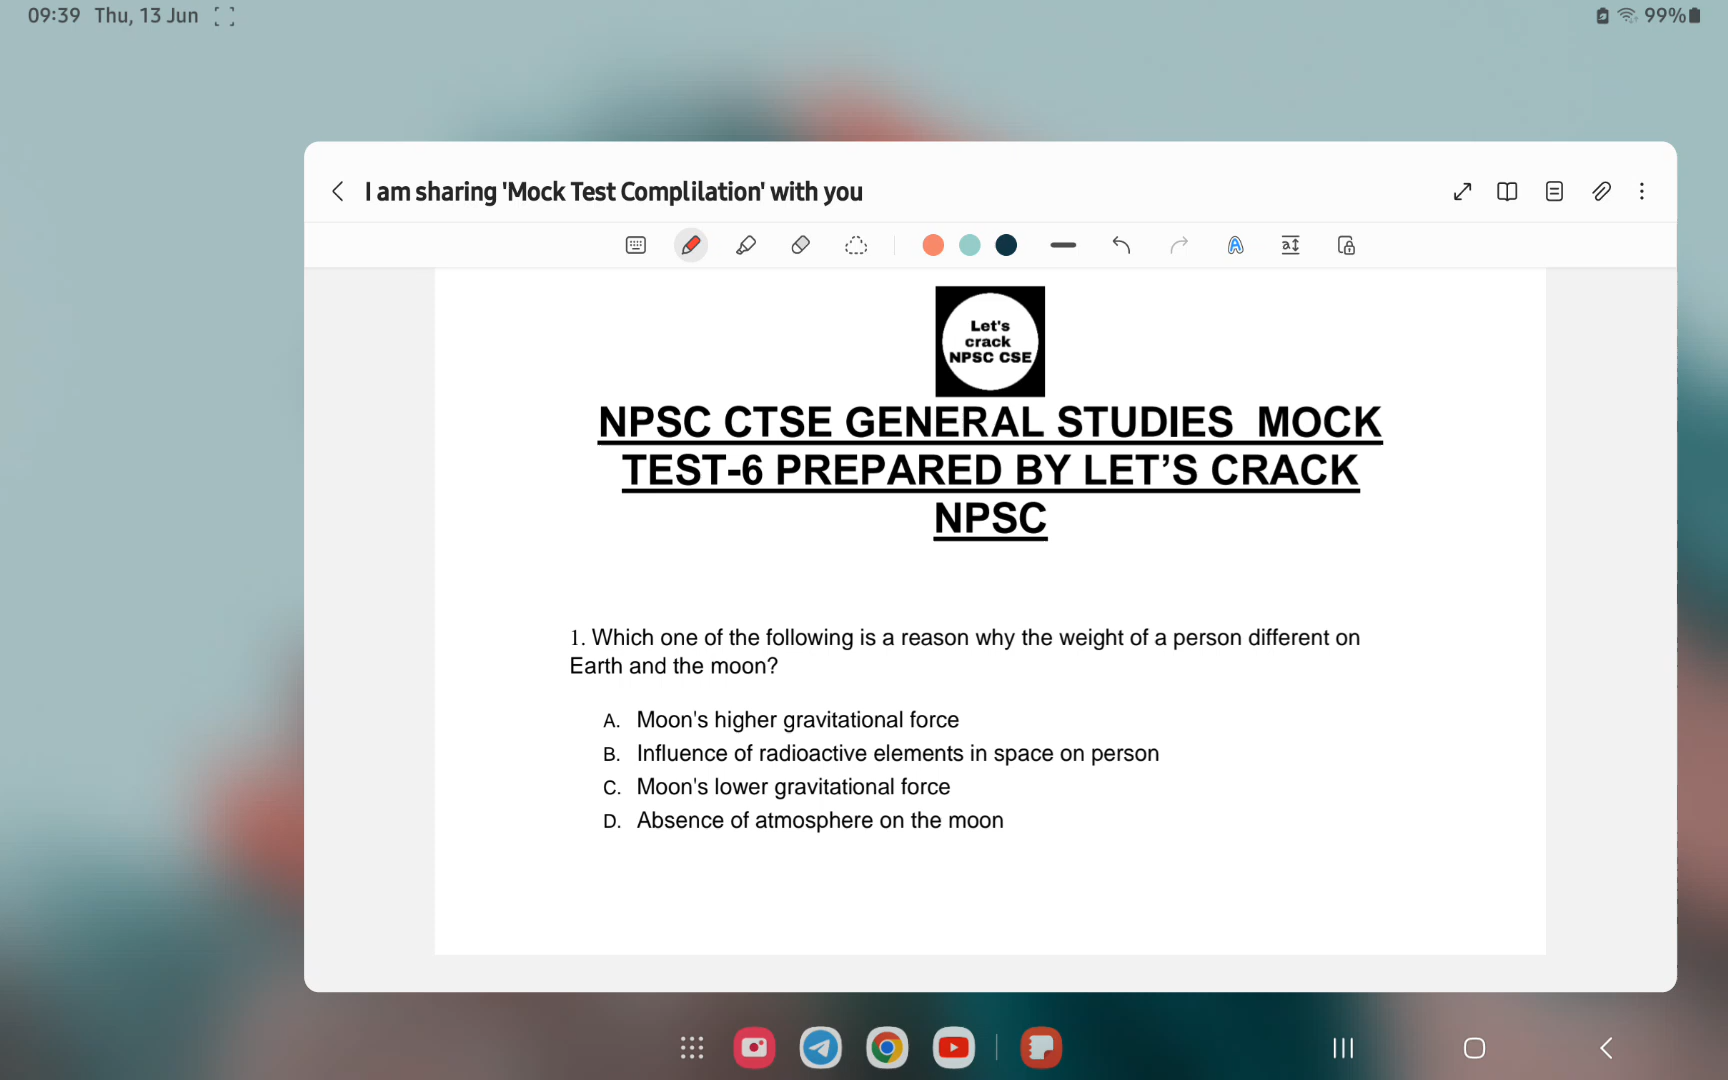 09:39 Thu, 13 Jun
99%
I am sharing 'Mock Test Complilation' with you
Let's
crack
NPSC CSE
NPSC CTSE GENERAL STUDIES MOCK
TEST-6 PREPARED BY LET’S CRACK
NPSC
1. Which one of the following is a reason why the weight of a person different on
Earth and the moon?
A. Moon's higher gravitational force
B. Influence of radioactive elements in space on person
C. Moon's lower gravitational force
D. Absence of atmosphere on the moon